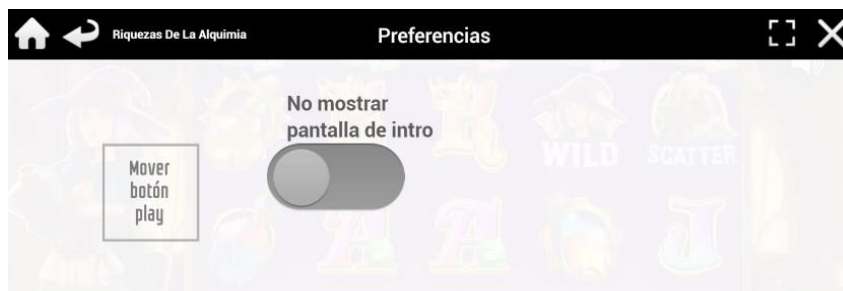 Riquezas De La Alquimia
Preferencias
No mostrar
pantalla de intro
Mover
botón
play
WILD
SCATTER